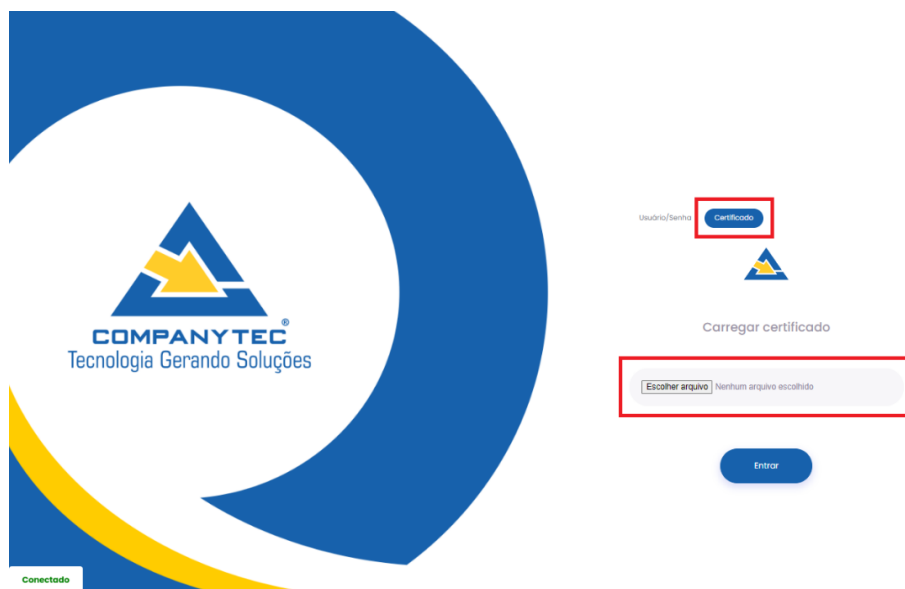 COMPANYTEC®
Tecnologia Gerando Soluções
Conectado
Usuário/Senha Certificado
Carregar certificado
Escolher arquivo Nenhum arquivo escolhido
Entrar